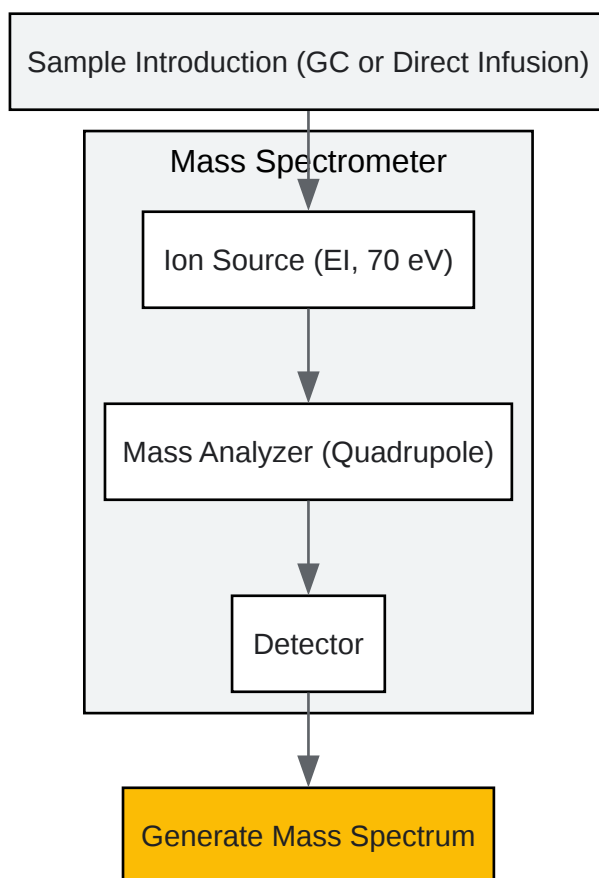 Sample Introduction (GC or Direct Infusion)
Mass Spectrometer
Ion Source (EI, 70 eV)
Mass Analyzer (Quadrupole)
Detector
Generate Mass Spectrum